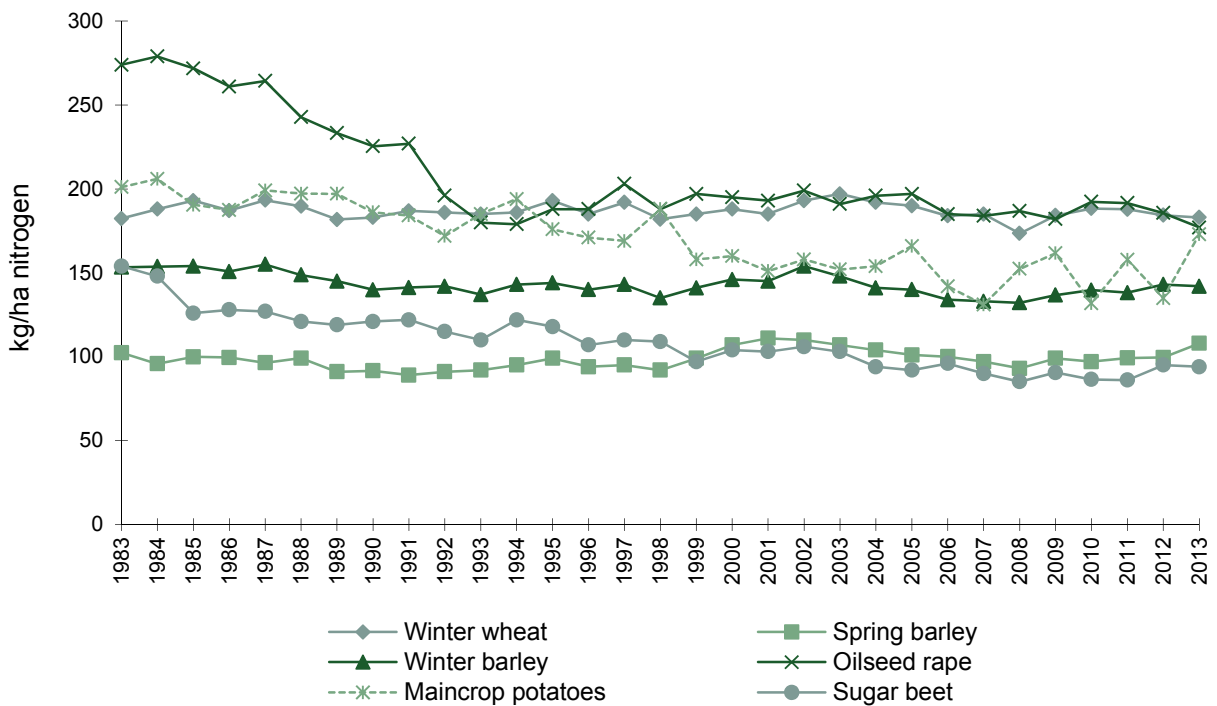 kg/ha nitrogen
300
250
200
150
100
50
0
1983 1984 1985 1986 1987 1988 1989 1990 1991 1992 1993 1994 1995 1996 1997 1998 1999 2000 2001 2002 2003 2004 2005 2006 2007 2008 2009 2010 2011 2012 2013
Winter wheat Spring barley
Winter barley Oilseed rape
Maincrop potatoes Sugar beet